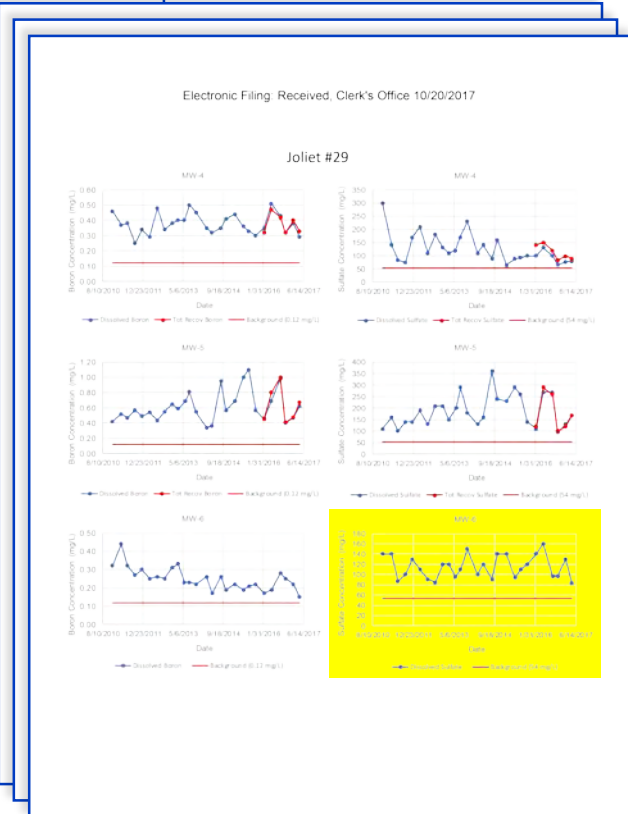 Electronic Filing: Received, Clerk's Office 10/20/2017
Joliet #29
MW-4
Boron Concentration (mg/L)
0.60
0.50
0.40
0.30
0.20
0.10
0.00
8/10/2010 12/23/2011 5/6/2013 9/18/2014 1/31/2016 6/14/2017
Date
Dissolved Boron Tot Recov Boron Background (0.12 mg/L)
MW-4
Sulfate Concentration (mg/L)
350
300
250
200
150
100
50
0
8/10/2010 12/23/2011 5/6/2013 9/18/2014 1/31/2016 6/14/2017
Date
Dissolved Sulfate Tot Recov Sulfate Background (54 mg/L)
MW-5
Boron Concentration (mg/L)
1.20
1.00
0.80
0.60
0.40
0.20
0.00
8/10/2010 12/23/2011 5/6/2013 9/18/2014 1/31/2016 6/14/2017
Date
Dissolved Boron Tot Recov Boron Background (0.12 mg/L)
MW-5
Sulfate Concentration (mg/L)
400
350
300
250
200
150
100
50
0
8/10/2010 12/23/2011 5/6/2013 9/18/2014 1/31/2016 6/14/2017
Date
Dissolved Sulfate Tot Recov Sulfate Background (54 mg/L)
MW-6
Boron Concentration (mg/L)
0.50
0.40
0.30
0.20
0.10
0.00
8/10/2010 12/23/2011 5/6/2013 9/18/2014 1/31/2016 6/14/2017
Date
Dissolved Boron Background (0.12 mg/L)
MW-6
Sulfate Concentration (mg/L)
180
160
140
120
100
80
60
40
20
0
8/10/2010 12/23/2011 5/6/2013 9/18/2014 1/31/2016 6/14/2017
Date
Dissolved Sulfate Background (54 mg/L)